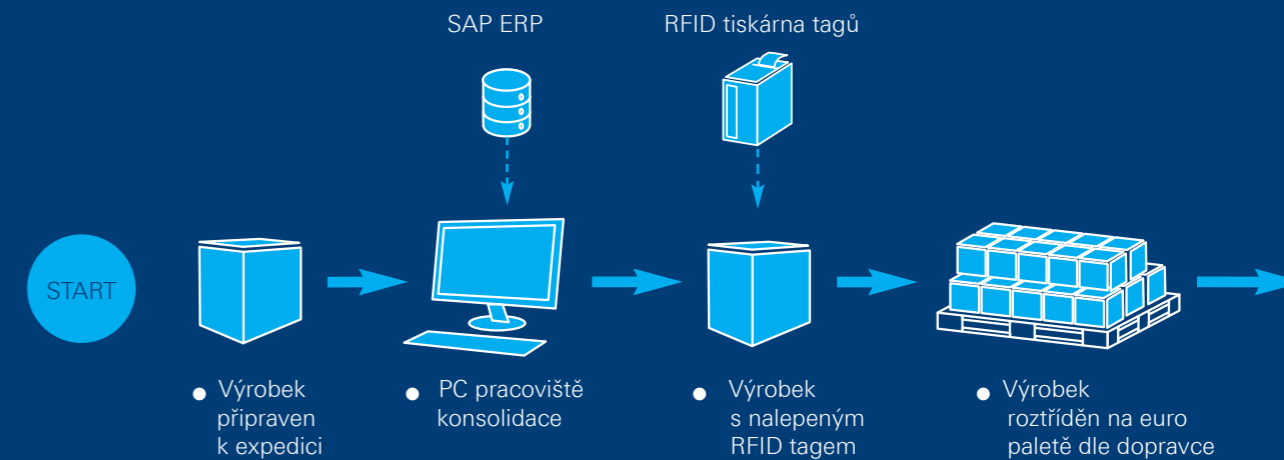 SAP ERP
RFID tiskárna tagů
START
Výrobek
připraven
k expedici
PC pracoviště
konsolidace
Výrobek
s nalepeným
RFID tagem
Výrobek
roztříděn na euro
paletě dle dopravce